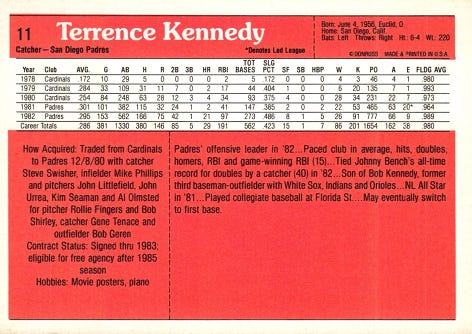 11
Terrence Kennedy
Catcher — San Diego Padres
*Denotes Led League
Born: June 4, 1956, Euclid, O.
Home: San Diego, Calif.
Bats: Left Throws: Right Ht: 6-4 Wt.: 220
© DONRUSS MADE & PRINTED IN U.S.A.
Year Club AVG. G AB H R 2B 3B HR RBI TOT BASES SLG PCT SF SB HBP W K PO A E FLDG AVG
1978 Cardinals .172 10 29 5 0 0 0 0 2 5 .172 0 0 0 4 3 46 4 1 .980
1979 Cardinals .284 33 109 31 11 7 0 2 17 44 .404 1 0 0 6 20 135 7 1 .993
1980 Cardinals .254 84 248 63 28 12 3 4 34 93 .375 4 0 0 28 34 231 22 7 .973
1981 Padres .301 101 382 115 32 24 1 2 41 147 .385 2 0 22 53 500 63 20* .964
1982 Padres .295 153 562 166 75 42 1 21 97 273 .486 8 1 26 91 777 66 9 .989
Career Totals .286 381 1330 380 146 85 5 29 191 562 .423 15 1 7 86 201 1654 162 38 .980
How Acquired: Traded from Cardinals
to Padres 12/8/80 with catcher
Steve Swisher, infielder Mike Phillips
and pitchers John Littlefield, John
Urrea, Kim Seaman and Al Olmsted
for pitcher Rollie Fingers and Bob
Shirley, catcher Gene Tenace and
outfielder Bob Geren
Contract Status: Signed thru 1983;
eligible for free agency after 1985
season
Hobbies: Movie posters, piano
Padres' offensive leader in '82...Paced club in average, hits, doubles,
homers, RBI and game-winning RBI (15)...Tied Johnny Bench's all-time
record for doubles by a catcher (40) in '82...Son of Bob Kennedy, former
third baseman-outfielder with White Sox, Indians and Orioles...NL All Star
in '81...Played collegiate baseball at Florida St....May eventually switch
to first base.